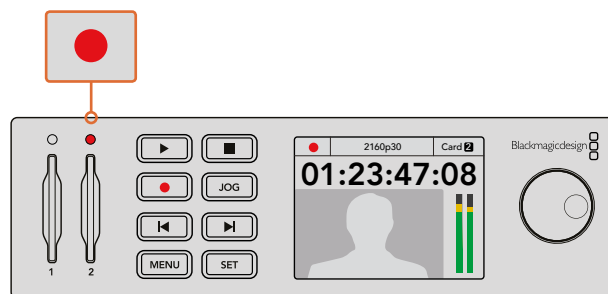 2160p30
Card 2
01:23:47:08
Blackmagicdesign
JOG
MENU
SET
1
2